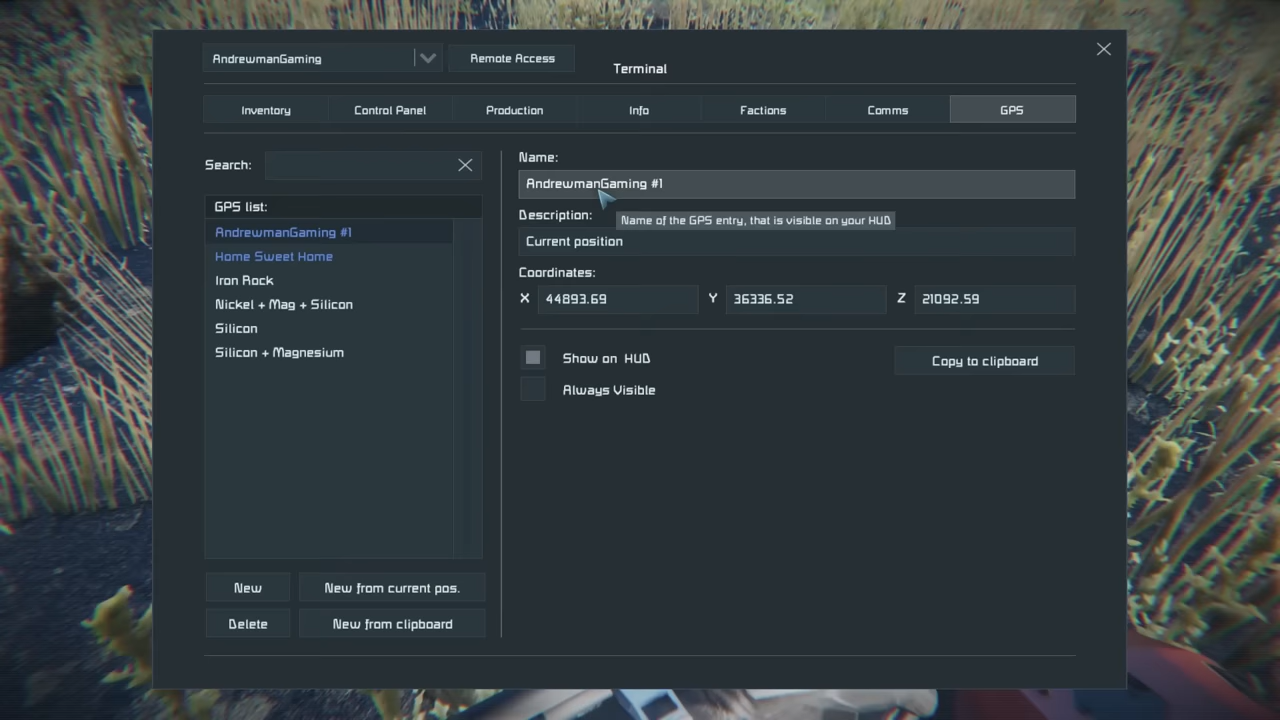 AndrewmanGaming
Remote Access
Terminal
Inventory
Control Panel
Production
Info
Factions
Comms
GPS
Search:
GPS list:
AndrewmanGaming #1
Home Sweet Home
Iron Rock
Nickel + Mag + Silicon
Silicon
Silicon + Magnesium
New
New from current pos.
Delete
New from clipboard
Name:
AndrewmanGaming #1
Description:
Name of the GPS entry, that is visible on your HUD
Current position
Coordinates:
X 44893.69 Y 36336.52 Z 21092.59
Show on HUD
Copy to clipboard
Always Visible